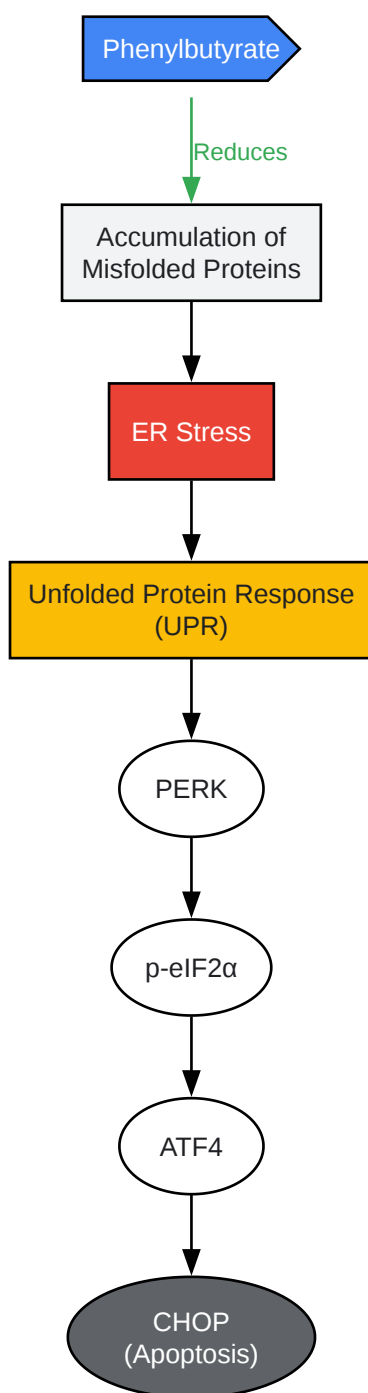 Phenylbutyrate
Reduces
Accumulation of
Misfolded Proteins
ER Stress
Unfolded Protein Response
(UPR)
PERK
p-eIF2α
ATF4
CHOP
(Apoptosis)